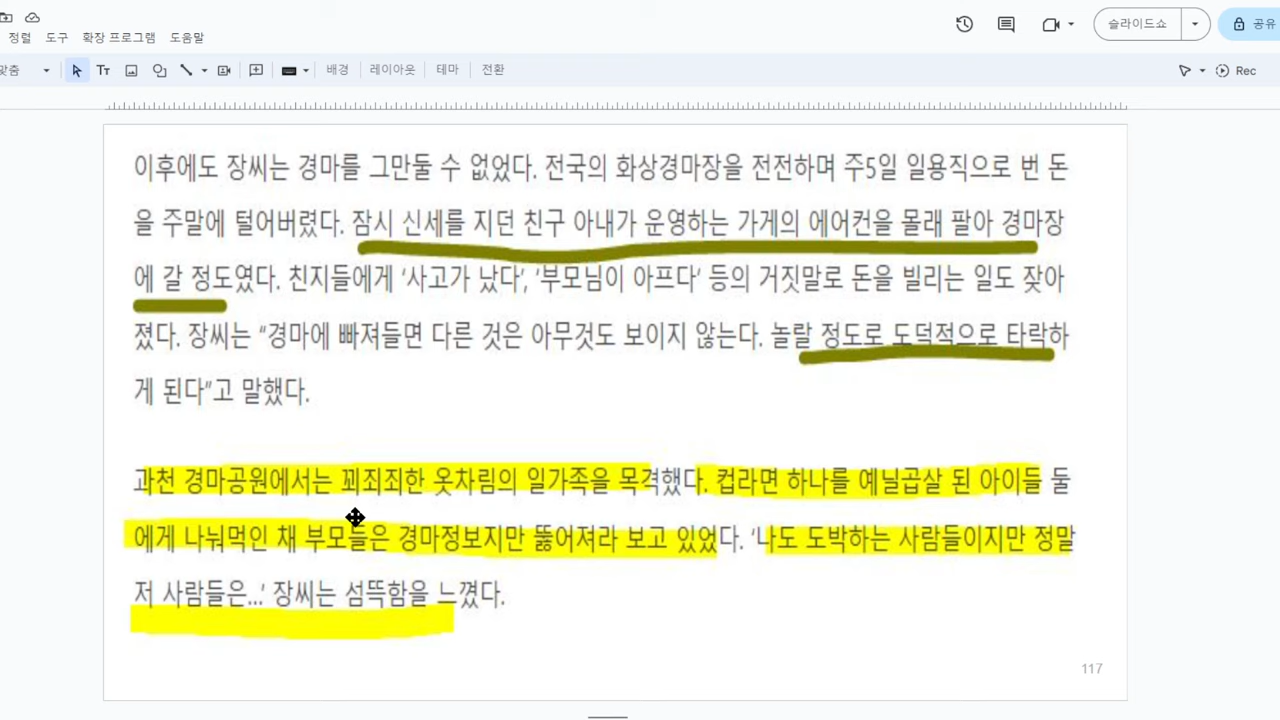 정렬 도구 확장 프로그램 도움말
슬라이드쇼
공유
맞춤
Tт
배경 레이아웃 테마 전환
Rec
이후에도 장씨는 경마를 그만둘 수 없었다. 전국의 화상경마장을 전전하며 주5일 일용직으로 번 돈
을 주말에 털어버렸다. 잠시 신세를 지던 친구 아내가 운영하는 가게의 에어컨을 몰래 팔아 경마장
에 갈 정도였다. 친지들에게 ‘사고가 났다’, ‘부모님이 아프다’ 등의 거짓말로 돈을 빌리는 일도 잦아
졌다. 장씨는 “경마에 빠져들면 다른 것은 아무것도 보이지 않는다. 놀랄 정도로 도덕적으로 타락하
게 된다”고 말했다.
과천 경마공원에서는 꾀죄죄한 옷차림의 일가족을 목격했다. 컵라면 하나를 예닐곱살 된 아이들 둘
에게 나눠먹인 채 부모들은 경마정보지만 뚫어져라 보고 있었다. ‘나도 도박하는 사람들이지만 정말
저 사람들은...’ 장씨는 섬뜩함을 느꼈다.
117